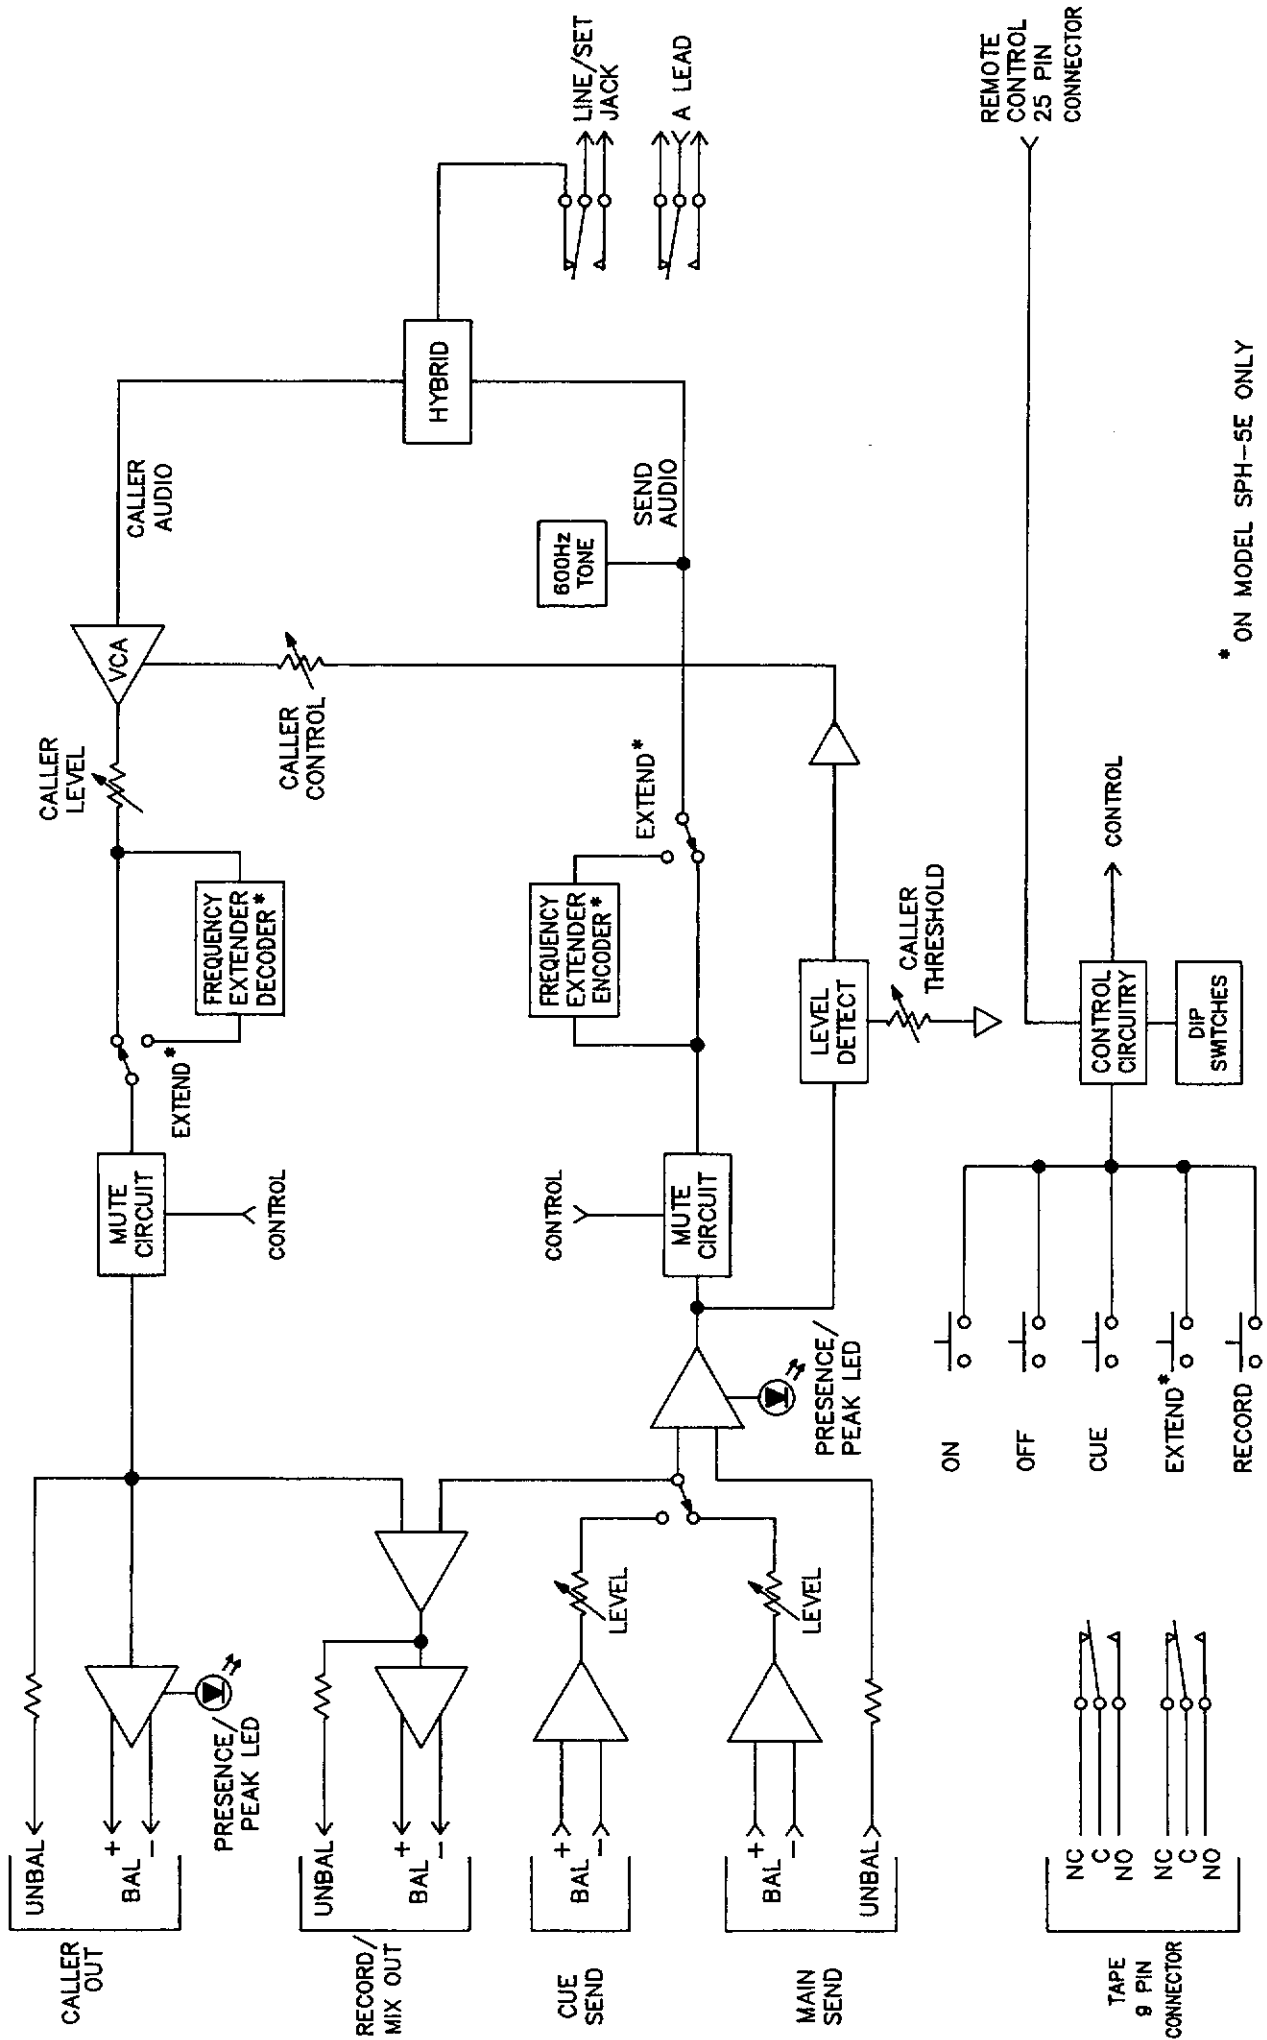 CALLER
OUT
UNBAL
BAL
+
−
PRESENCE/
PEAK LED
MUTE
CIRCUIT
CONTROL
EXTEND*
FREQUENCY
EXTENDER
DECODER*
CALLER
LEVEL
VCA
CALLER
AUDIO
CALLER
CONTROL
HYBRID
LINE/SET
JACK
A LEAD
RECORD/
MIX OUT
UNBAL
BAL
+
−
CUE
SEND
BAL
+
−
LEVEL
MAIN
SEND
BAL
+
−
UNBAL
LEVEL
PRESENCE/
PEAK LED
CONTROL
MUTE
CIRCUIT
FREQUENCY
EXTENDER
ENCODER*
EXTEND*
600Hz
TONE
SEND
AUDIO
LEVEL
DETECT
CALLER
THRESHOLD
TAPE
9 PIN
CONNECTOR
NC
C
NO
NC
C
NO
ON
OFF
CUE
EXTEND*
RECORD
CONTROL
CIRCUITRY
DIP
SWITCHES
CONTROL
REMOTE
CONTROL
25 PIN
CONNECTOR
* ON MODEL SPH-5E ONLY